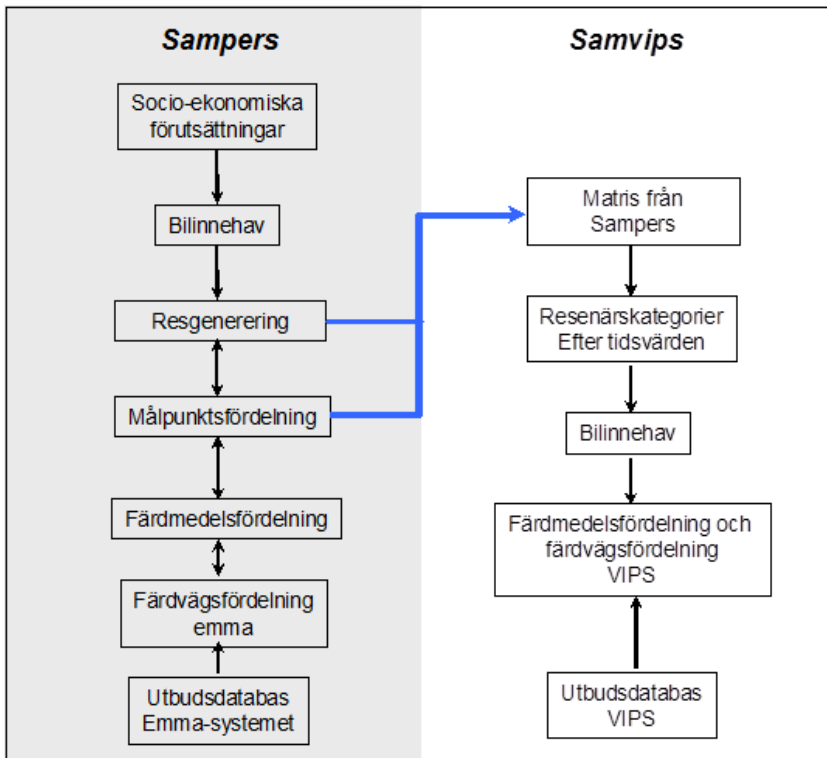 Sampers
Socio-ekonomiska
förutsättningar
Bilinnehav
Resgenerering
Målpunktsfördelning
Färdmedelsfördelning
Färdvägsfördelning
emma
Utbudsdatabas
Emma-systemet
Samvips
Matris från
Sampers
Resenärskategorier
Efter tidsvärden
Bilinnehav
Färdmedelsfördelning och
färdvägsfördelning
VIPS
Utbudsdatabas
VIPS